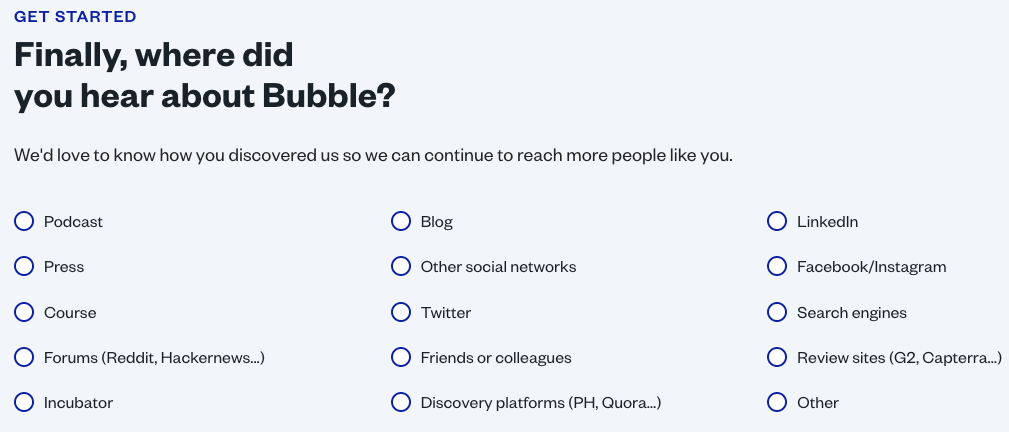 GET STARTED
Finally, where did
you hear about Bubble?
We'd love to know how you discovered us so we can continue to reach more people like you.
Podcast
Blog
LinkedIn
Press
Other social networks
Facebook/Instagram
Course
Twitter
Search engines
Forums (Reddit, Hackernews...)
Friends or colleagues
Review sites (G2, Capterra...)
Incubator
Discovery platforms (PH, Quora...)
Other